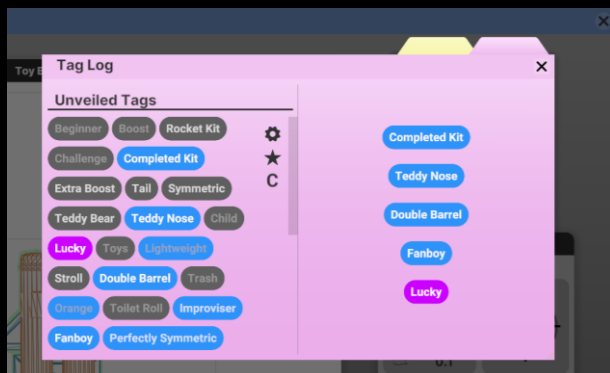 Toy
Tag Log
Unveiled Tags
Beginner Boost Rocket Kit
Challenge Completed Kit
C
Extra Boost Tail Symmetric
Teddy Bear Teddy Nose Child
Lucky Toys Lightweight
Stroll Double Barrel Trash
Orange Toilet Roll Improviser
Fanboy Perfectly Symmetric
Completed Kit
Teddy Nose
Double Barrel
Fanboy
Lucky
0.1